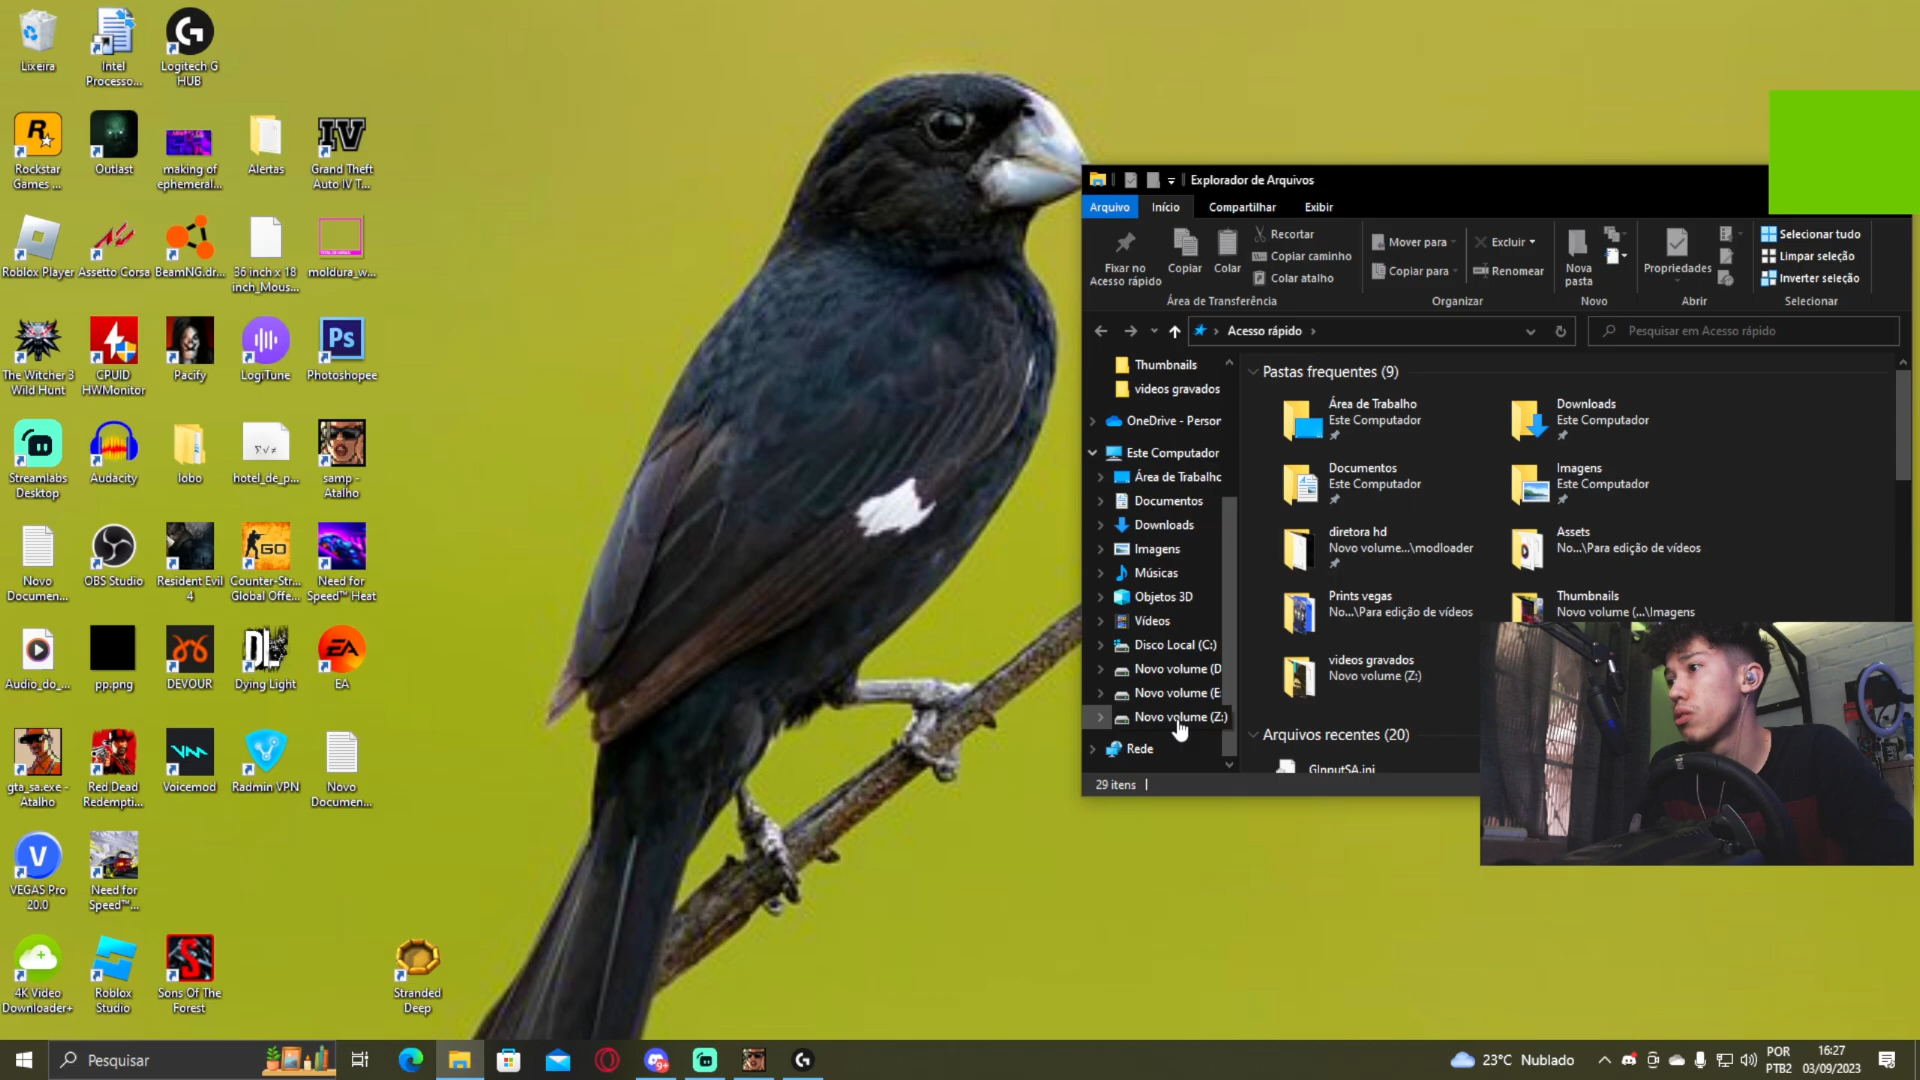 Lixeira
Intel
Processo...
Logitech G
HUB
Rockstar
Games ...
Outlast
making of
ephemeral...
Alertas
IV
Grand Theft
Auto IV T...
Roblox Player
Assetto Corsa
BeamNG.dr...
36 inch x 18
inch_Mous...
moldura_w...
The Witcher 3
Wild Hunt
CPUID
HWMonitor
Pacify
LogiTune
Ps
Photoshopee
Streamlabs
Desktop
Audacity
lobo
hotel_de_p...
samp -
Atalho
Novo
Documen...
OBS Studio
Resident Evil
4
GO
Counter-Str...
Global Offe...
Need for
Speed™ Heat
Audio_do_...
pp.png
DEVOUR
DL
Dying Light
EA
EA
gta_sa.exe -
Atalho
Red Dead
Redempti...
Voicemod
Radmin VPN
Novo
Documen...
V
VEGAS Pro
20.0
Need for
Speed™...
4K Video
Downloader+
Roblox
Studio
Sons Of The
Forest
Stranded
Deep
Explorador de Arquivos
Arquivo
Início
Compartilhar
Exibir
Fixar no
Acesso rápido
Copiar
Colar
Recortar
Copiar caminho
Colar atalho
Área de Transferência
Mover para
Copiar para
Excluir
Renomear
Organizar
Nova
pasta
Novo
Propriedades
Abrir
Selecionar tudo
Limpar seleção
Inverter seleção
Selecionar
Acesso rápido
Pesquisar em Acesso rápido
Thumbnails
videos gravados
OneDrive - Person
Este Computador
Área de Trabalho
Documentos
Downloads
Imagens
Músicas
Objetos 3D
Vídeos
Disco Local (C:)
Novo volume (D
Novo volume (E
Novo volume (Z:)
Rede
Pastas frequentes (9)
Área de Trabalho
Este Computador
Downloads
Este Computador
Documentos
Este Computador
Imagens
Este Computador
diretora hd
Novo volume...\modloader
Assets
No...\Para edição de vídeos
Prints vegas
No...\Para edição de vídeos
Thumbnails
Novo volume (...\Imagens
videos gravados
Novo volume (Z:)
Arquivos recentes (20)
GInputSA.ini
29 itens
Pesquisar
9+
23°C Nublado
POR
PTB2
16:27
03/09/2023